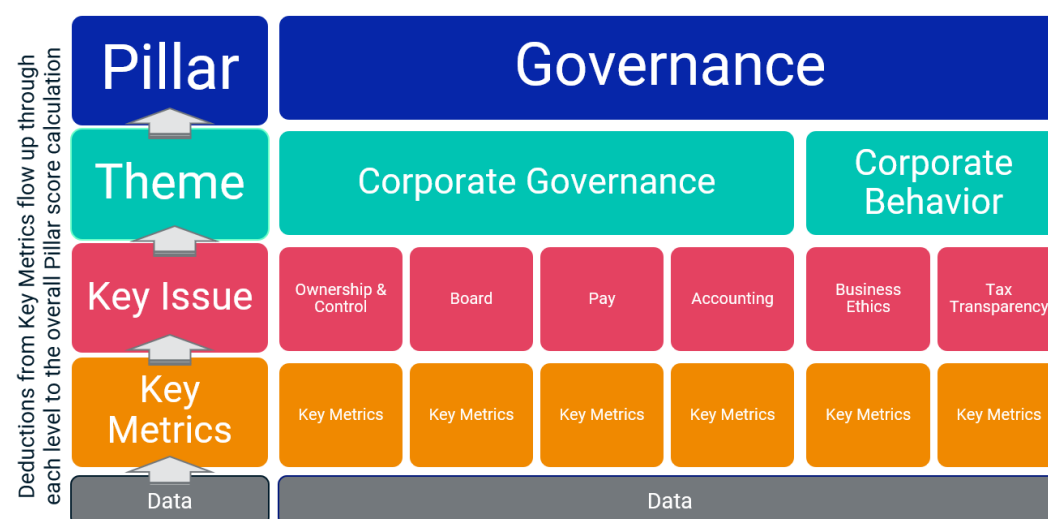 Deductions from Key Metrics flow up through
each level to the overall Pillar score calculation
Pillar
Governance
Theme
Corporate Governance
Corporate
Behavior
Key Issue
Ownership &
Control
Board
Pay
Accounting
Business
Ethics
Tax
Transparency
Key
Metrics
Key Metrics
Key Metrics
Key Metrics
Key Metrics
Key Metrics
Key Metrics
Data
Data